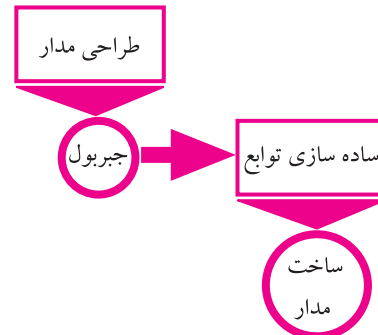 طراحی مدار
جبربول
ساده سازی توابع
ساخت
مدار